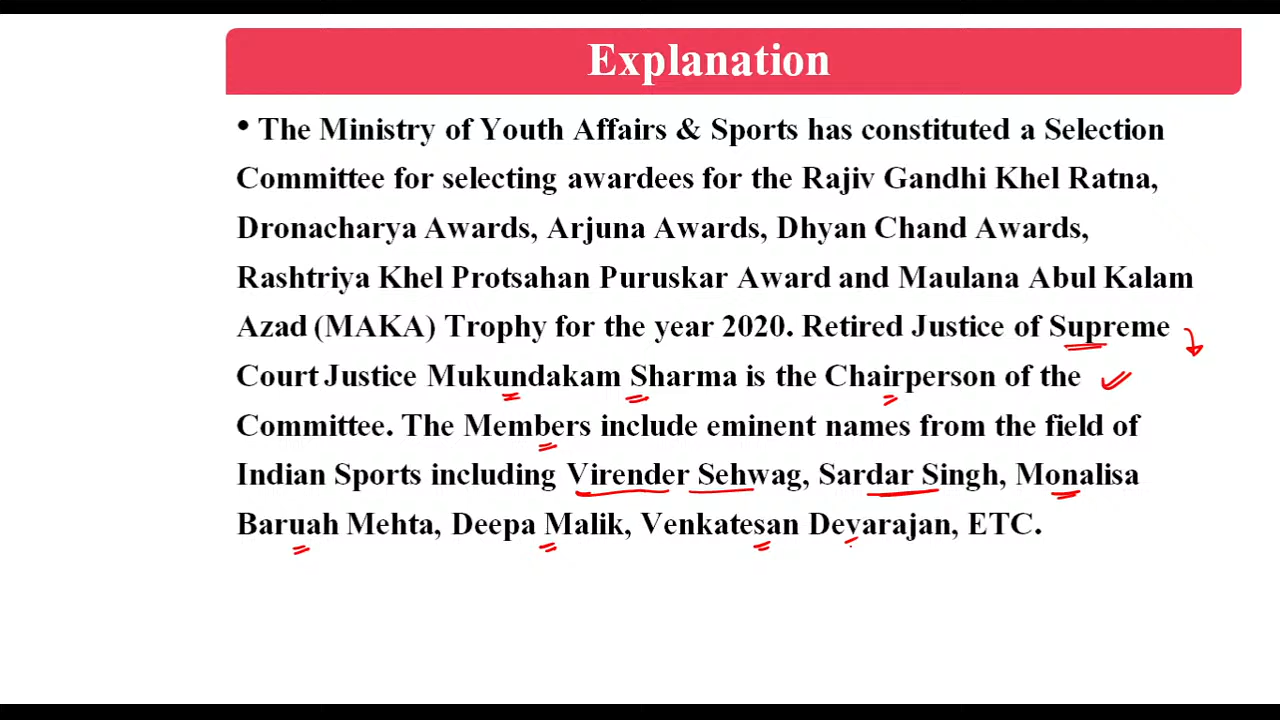 Explanation
• The Ministry of Youth Affairs & Sports has constituted a Selection
Committee for selecting awardees for the Rajiv Gandhi Khel Ratna,
Dronacharya Awards, Arjuna Awards, Dhyan Chand Awards,
Rashtriya Khel Protsahan Puruskar Award and Maulana Abul Kalam
Azad (MAKA) Trophy for the year 2020. Retired Justice of Supreme
Court Justice Mukundakam Sharma is the Chairperson of the
Committee. The Members include eminent names from the field of
Indian Sports including Virender Sehwag, Sardar Singh, Monalisa
Baruah Mehta, Deepa Malik, Venkatesan Devarajan, ETC.